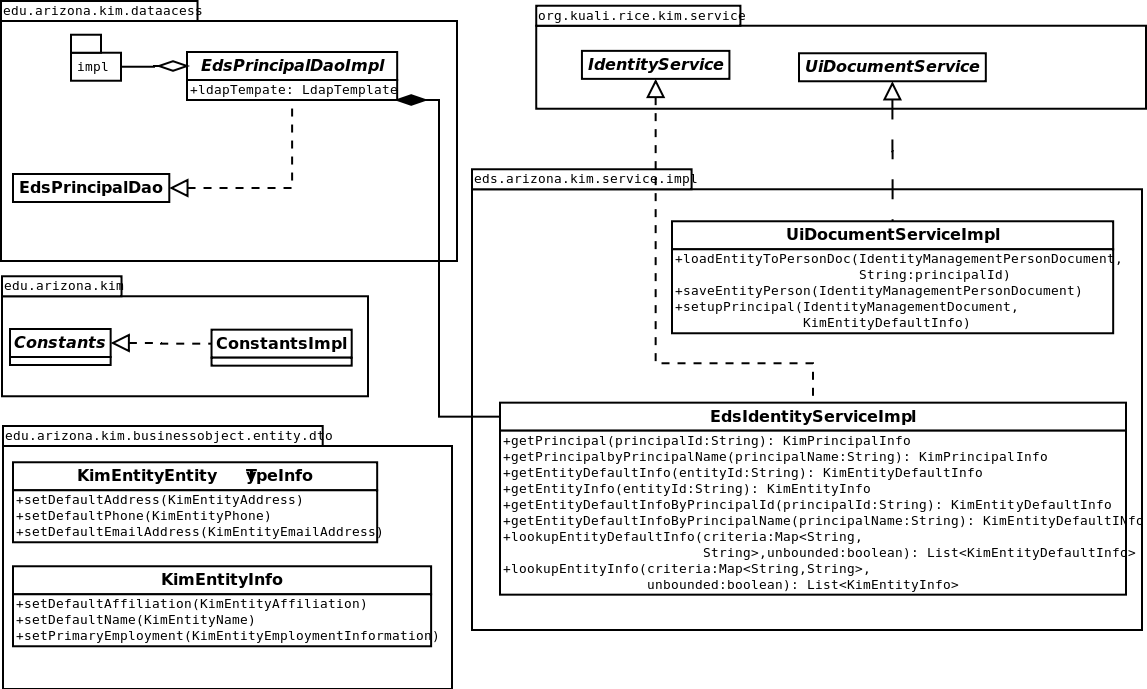 edu.arizona.kim.dataacess
impl
EdsPrincipalDaoImpl
+ldapTempate: LdapTemplate
EdsPrincipalDao
org.kuali.rice.kim.service
IdentityService
UiDocumentService
eds.arizona.kim.service.impl
UiDocumentServiceImpl
+loadEntityToPersonDoc(IdentityManagementPersonDocument,
String:principalId)
+saveEntityPerson(IdentityManagementPersonDocument)
+setupPrincipal(IdentityManagementDocument,
KimEntityDefaultInfo)
edu.arizona.kim
Constants
ConstantsImpl
EdsIdentityServiceImpl
+getPrincipal(principalId:String): KimPrincipalInfo
+getPrincipalbyPrincipalName(principalName:String): KimPrincipalInfo
+getEntityDefaultInfo(entityId:String): KimEntityDefaultInfo
+getEntityInfo(entityId:String): KimEntityInfo
+getEntityDefaultInfoByPrincipalId(principalId:String): KimEntityDefaultInfo
+getEntityDefaultInfoByPrincipalName(principalName:String): KimEntityDefaultINfo
+lookupEntityDefaultInfo(criteria:Map<String,
String>,unbounded:boolean): List<KimEntityDefaultInfo>
+lookupEntityInfo(criteria:Map<String,String>,
unbounded:boolean): List<KimEntityInfo>
edu.arizona.kim.businessobject.entity.dto
KimEntityEntity TypeInfo
+setDefaultAddress(KimEntityAddress)
+setDefaultPhone(KimEntityPhone)
+setDefaultEmailAddress(KimEntityEmailAddress)
KimEntityInfo
+setDefaultAffiliation(KimEntityAffiliation)
+setDefaultName(KimEntityName)
+setPrimaryEmployment(KimEntityEmploymentInformation)